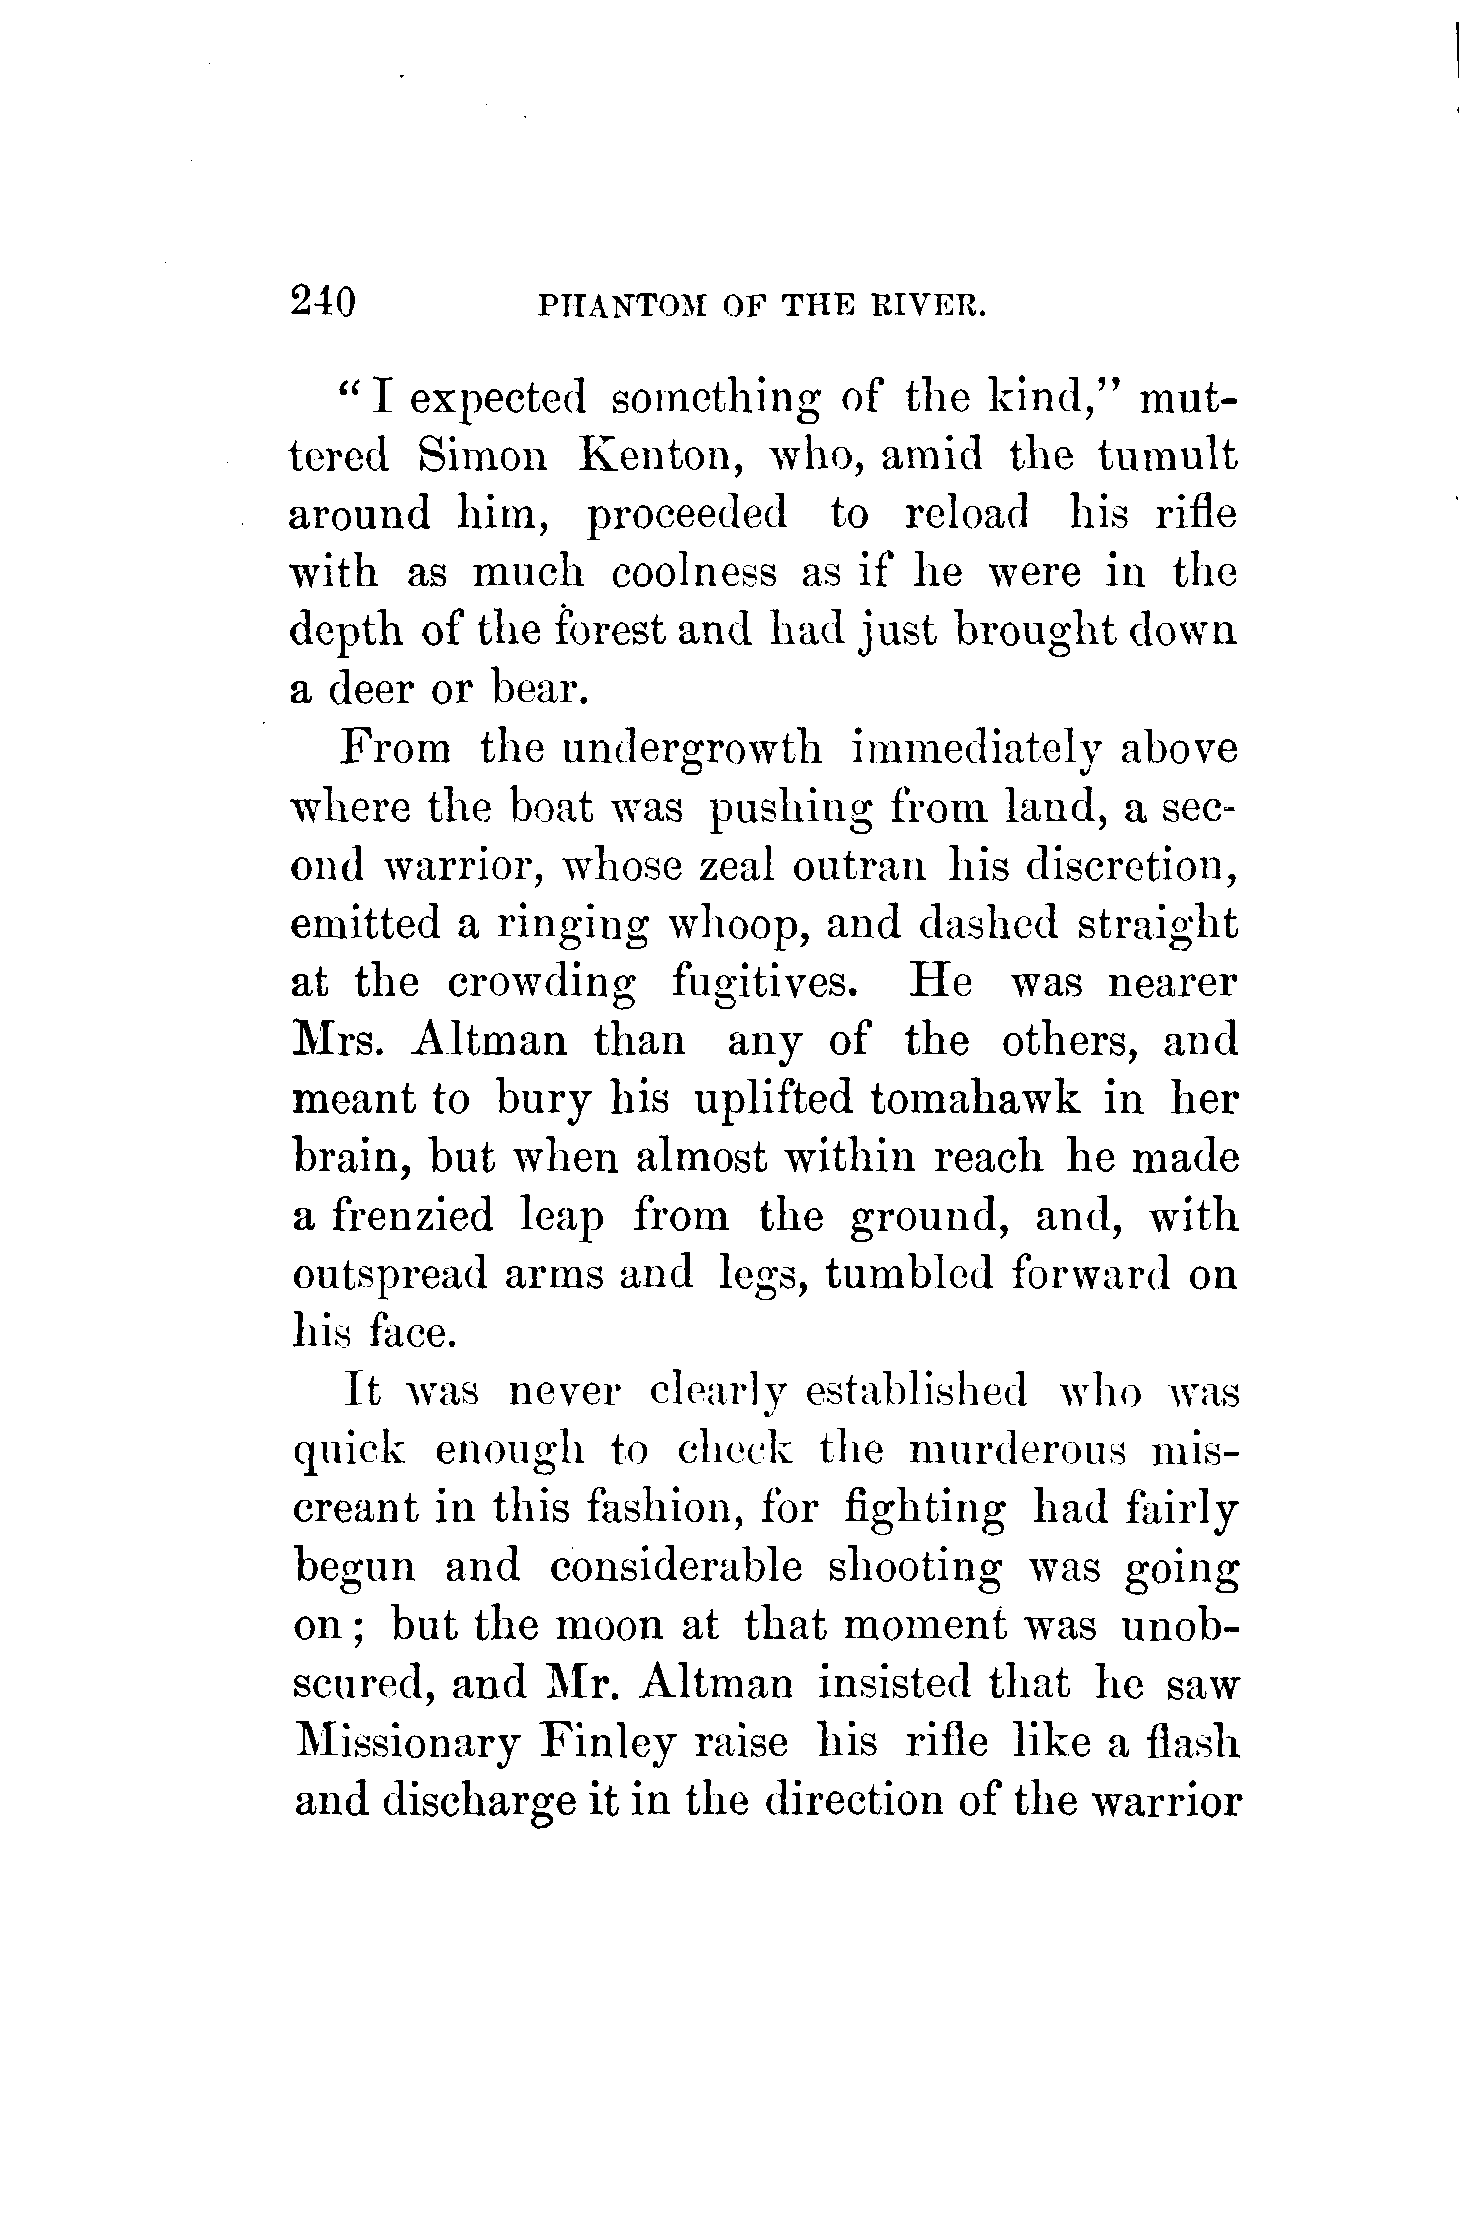 240 PHANTOM OF THE RIVER.
“I expected something of the kind,” mut-
tered Simon Kenton, who, amid the tumult
around him, proceeded to reload his rifle
with as much coolness as if he were in the
depth of the forest and had just brought down
a deer or bear.
From the undergrowth immediately above
where the boat was pushing from land, a sec-
ond warrior, whose zeal outran his discretion,
emitted a ringing whoop, and dashed straight
at the crowding fugitives. He was nearer
Mrs. Altman than any of the others, and
meant to bury his uplifted tomahawk in her
brain, but when almost within reach he made
a frenzied leap from the ground, and, with
outspread arms and legs, tumbled forward on
his face.
It was never clearly established who was
quick enough to check the murderous mis-
creant in this fashion, for fighting had fairly
begun and considerable shooting was going
on; but the moon at that moment was unob-
scured, and Mr. Altman insisted that he saw
Missionary Finley raise his rifle like a flash
and discharge it in the direction of the warrior